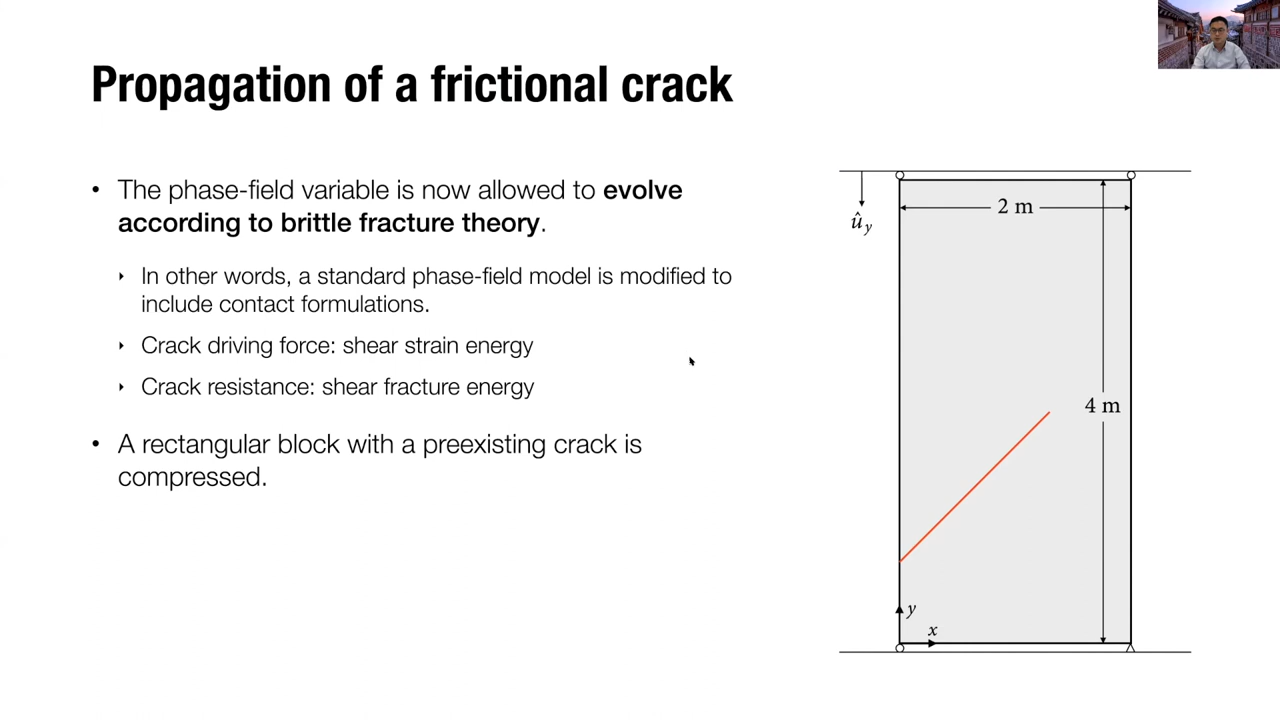 Propagation of a frictional crack
• The phase-field variable is now allowed to evolve
according to brittle fracture theory.
‣ In other words, a standard phase-field model is modified to
include contact formulations.
‣ Crack driving force: shear strain energy
‣ Crack resistance: shear fracture energy
• A rectangular block with a preexisting crack is
compressed.
û_y
2 m
4 m
y
x